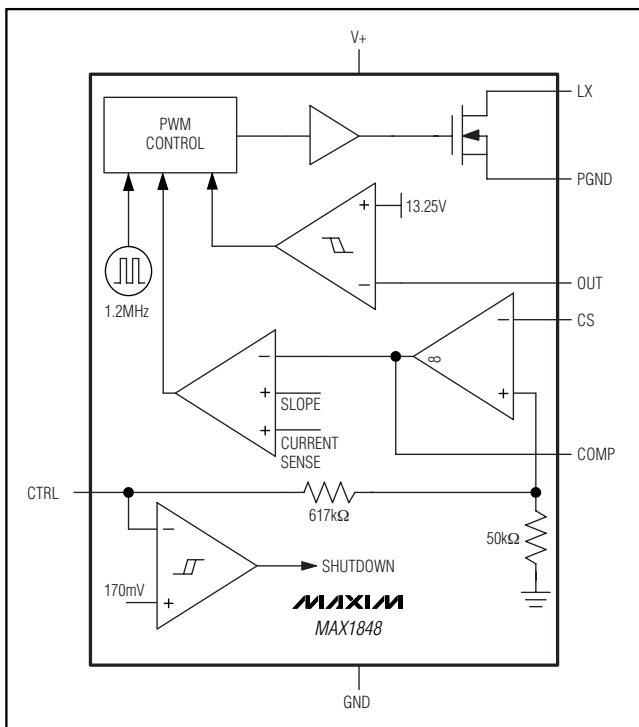 V+
LX
PWM
CONTROL
PGND
+
13.25V
1.2MHz
−
OUT
−
CS
∞
−
+
+
SLOPE
+
CURRENT
SENSE
COMP
CTRL
617kΩ
−
50kΩ
SHUTDOWN
170mV
+
MAXIM
MAX1848
GND